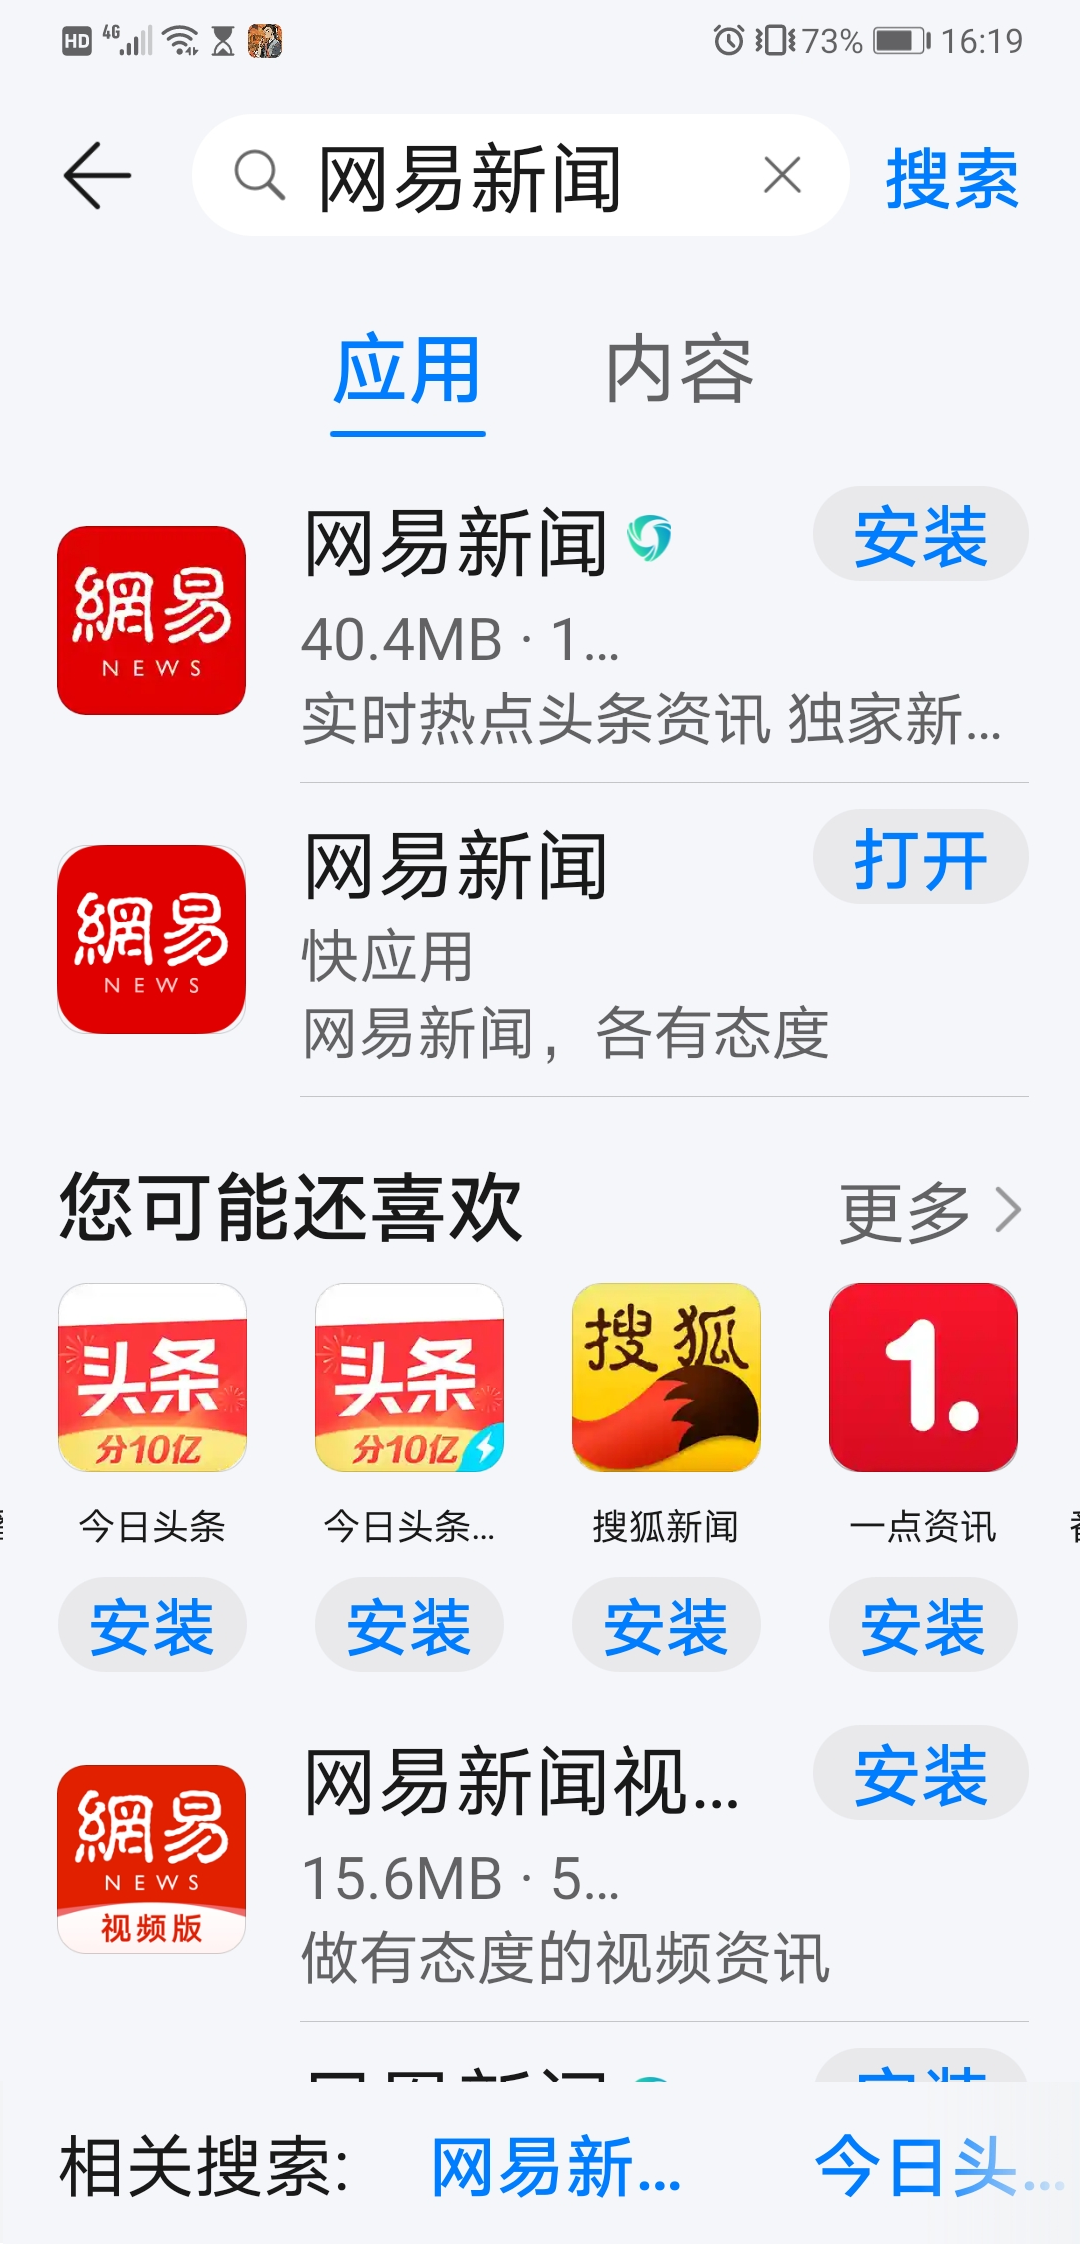 HD 4G 73% 16:19
网易新闻 搜索
应用 内容
網易 NEWS
网易新闻 安装
40.4MB · 1...
实时热点头条资讯 独家新...
網易 NEWS
网易新闻 打开
快应用
网易新闻，各有态度
您可能还喜欢 更多
头条 头条 搜狐 1.
分10亿 分10亿
今日头条 今日头条... 搜狐新闻 一点资讯
安装 安装 安装 安装
網易 NEWS 视频版
网易新闻视... 安装
15.6MB · 5...
做有态度的视频资讯
相关搜索: 网易新... 今日头...